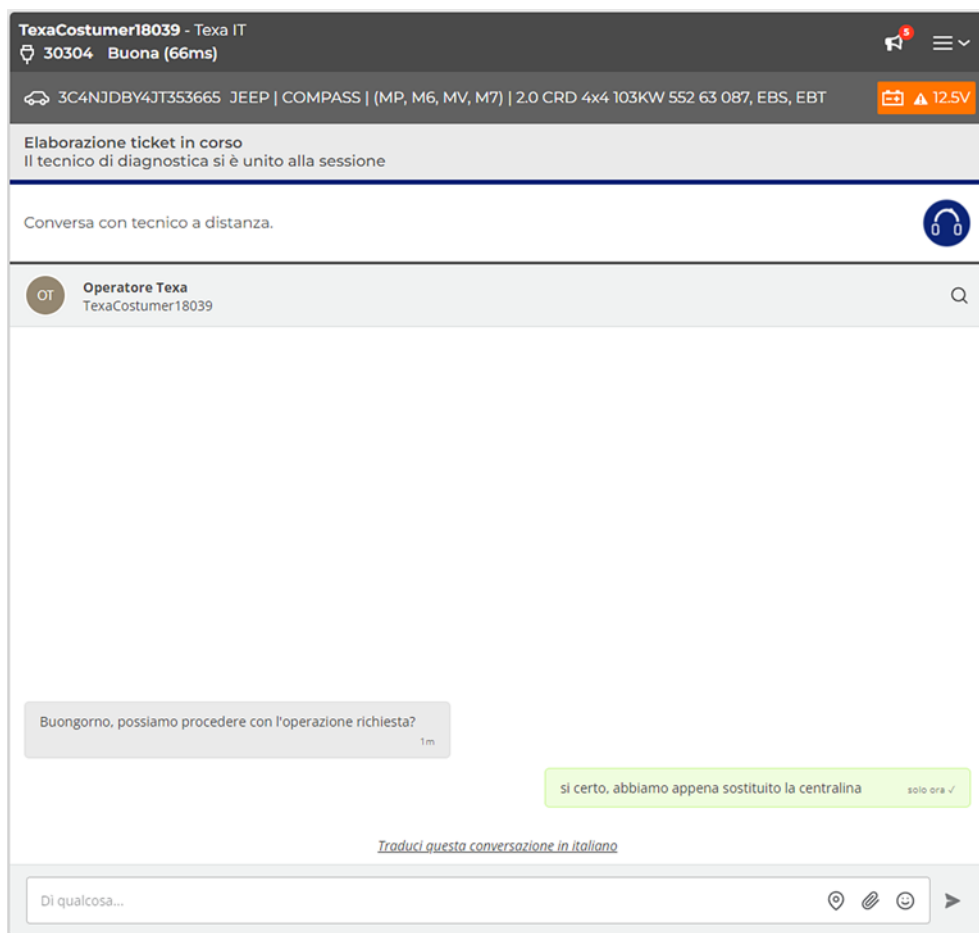 TexaCostumer18039 - Texa IT
30304 Buona (66ms)
5
3C4NJDBY4JT353665 JEEP | COMPASS | (MP, M6, MV, M7) | 2.0 CRD 4x4 103KW 552 63 087, EBS, EBT
12.5V
Elaborazione ticket in corso
Il tecnico di diagnostica si è unito alla sessione
Conversa con tecnico a distanza.
OT
Operatore Texa
TexaCostumer18039
Buongorno, possiamo procedere con l'operazione richiesta?
1m
si certo, abbiamo appena sostituito la centralina
solo ora ✓
Traduci questa conversazione in italiano
Di qualcosa...